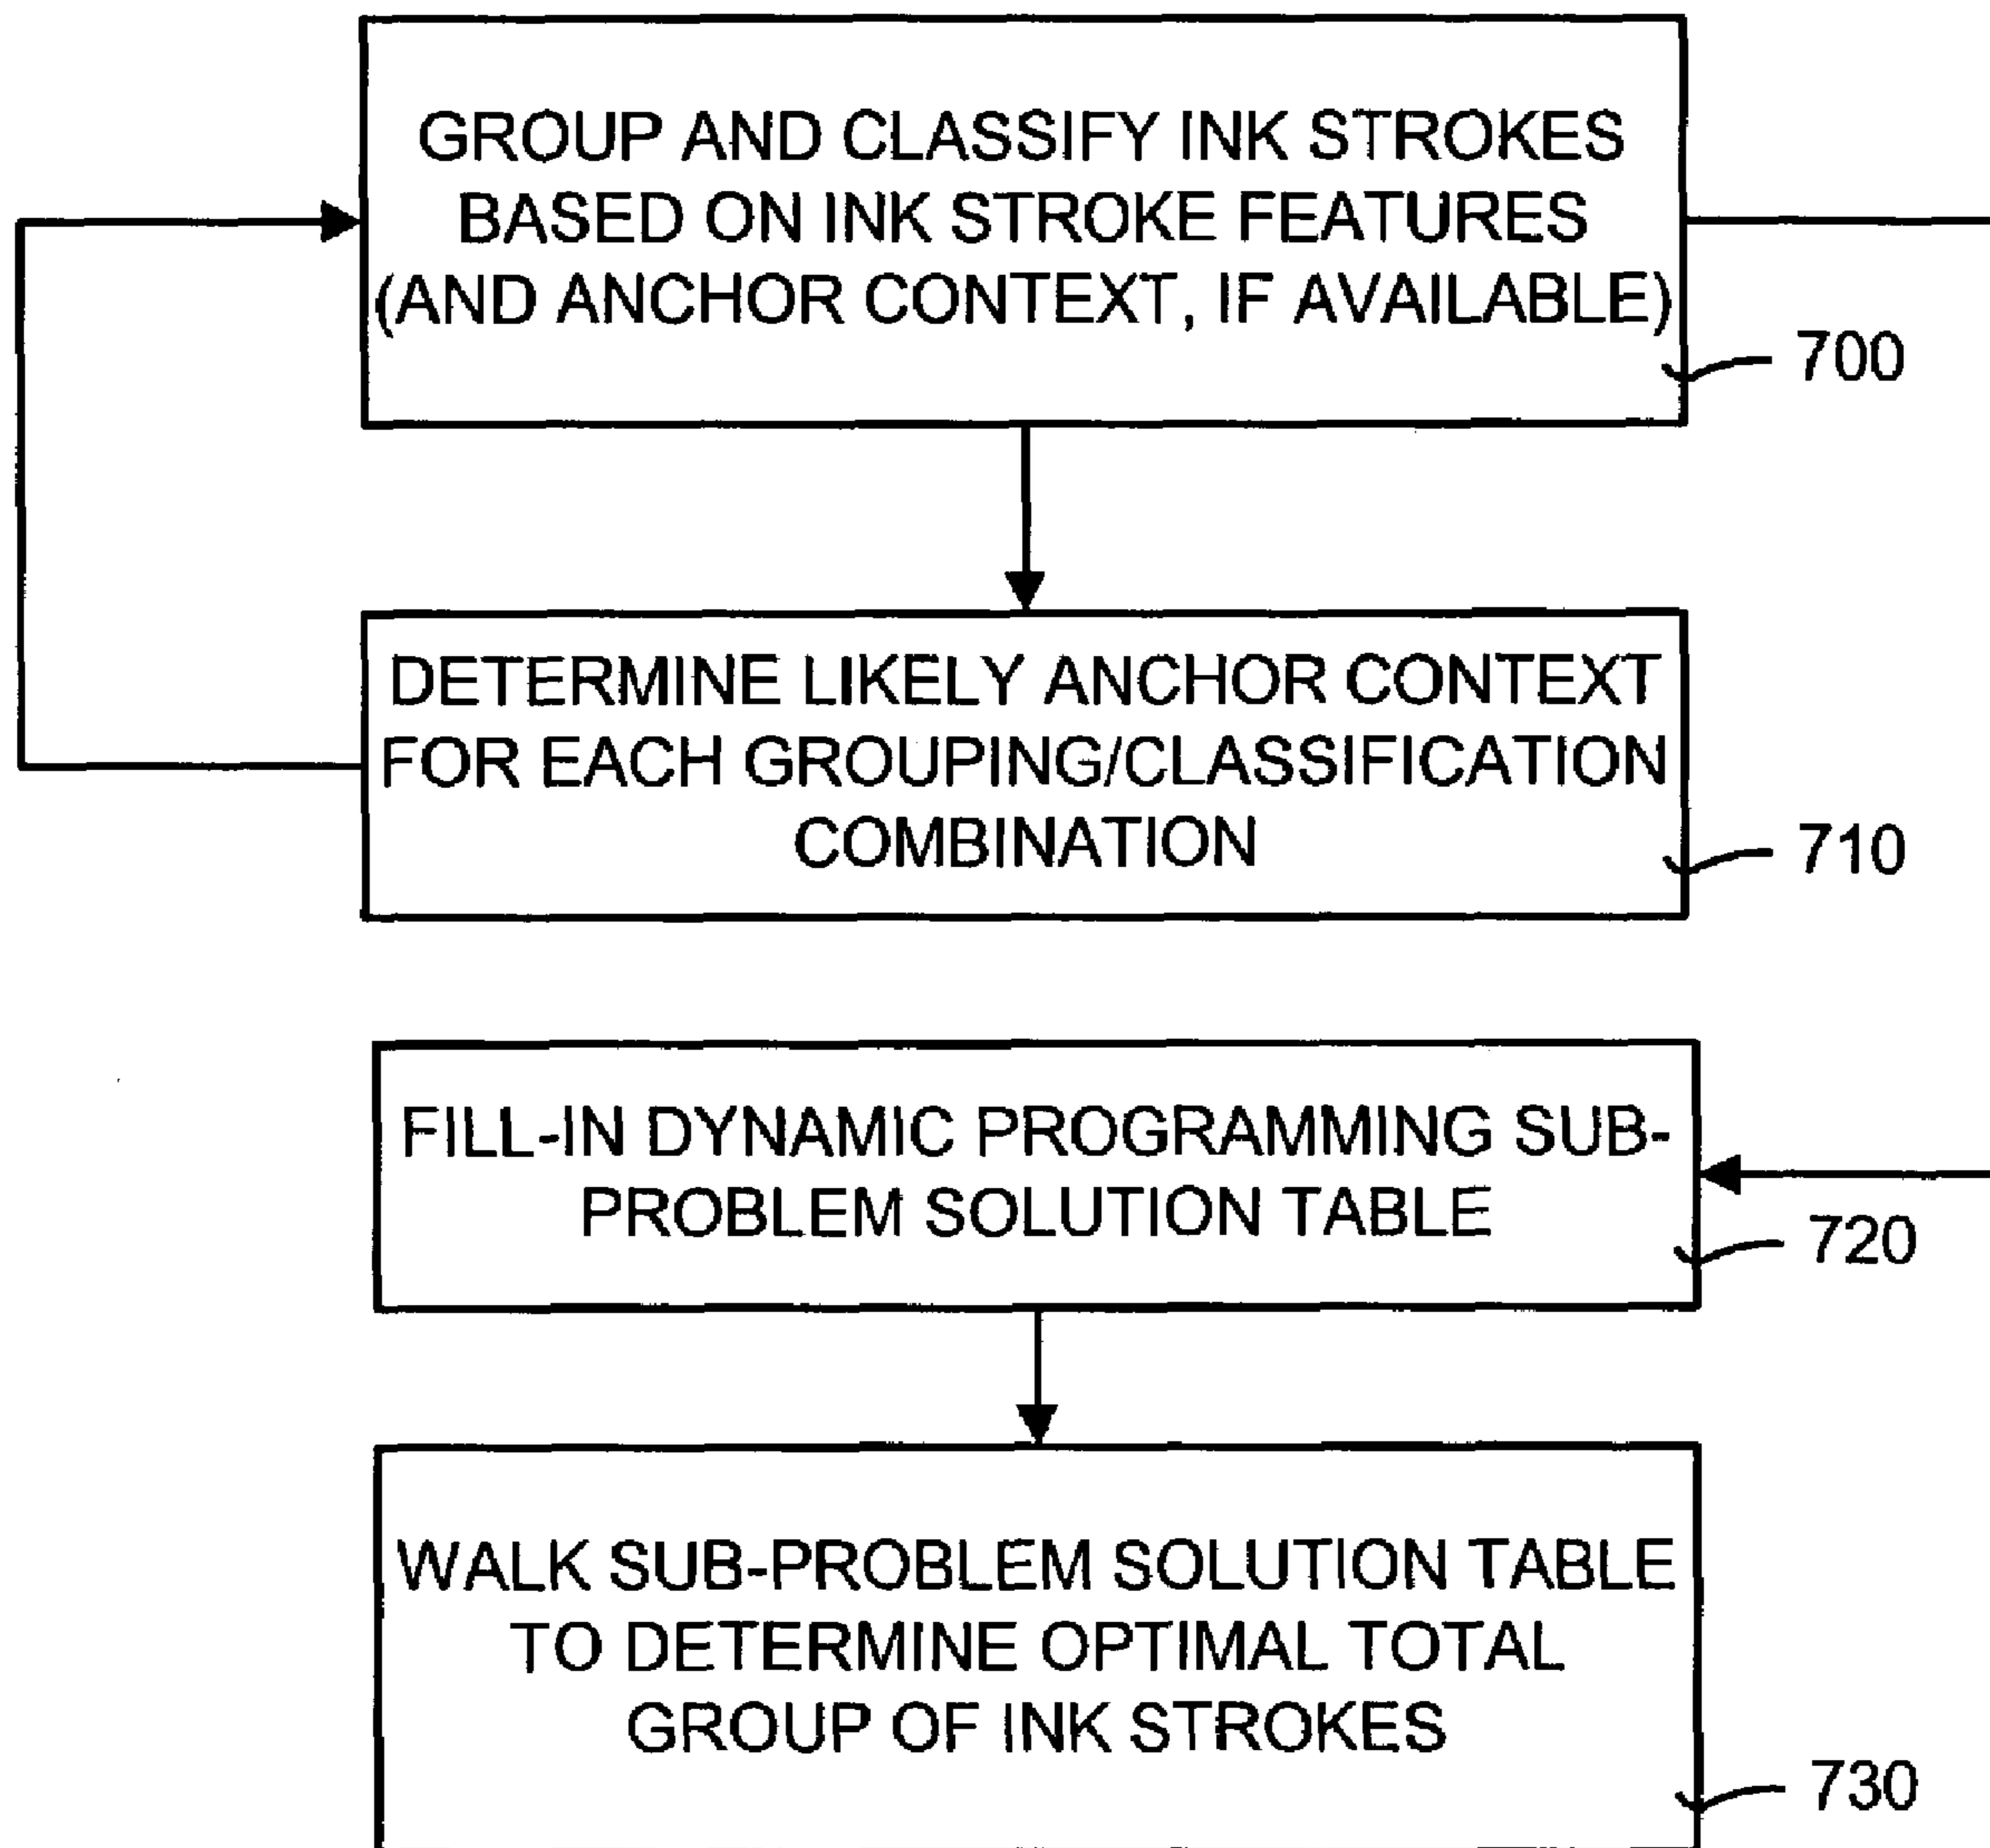 GROUP AND CLASSIFY INK STROKES
BASED ON INK STROKE FEATURES
(AND ANCHOR CONTEXT, IF AVAILABLE)
700
DETERMINE LIKELY ANCHOR CONTEXT
FOR EACH GROUPING/CLASSIFICATION
COMBINATION
710
FILL-IN DYNAMIC PROGRAMMING SUB-
PROBLEM SOLUTION TABLE
720
WALK SUB-PROBLEM SOLUTION TABLE
TO DETERMINE OPTIMAL TOTAL
GROUP OF INK STROKES
730